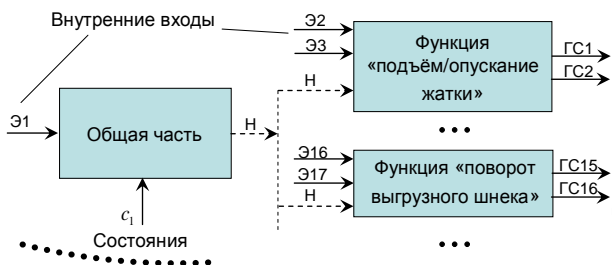 Внутренние входы
Э1
Общая часть
Н
c₁
Состояния
Э2
Э3
Н
Функция
«подъём/опускание
жатки»
ГС1
ГС2
•••
Э16
Э17
Н
Функция «поворот
выгрузного шнека»
ГС15
ГС16
•••